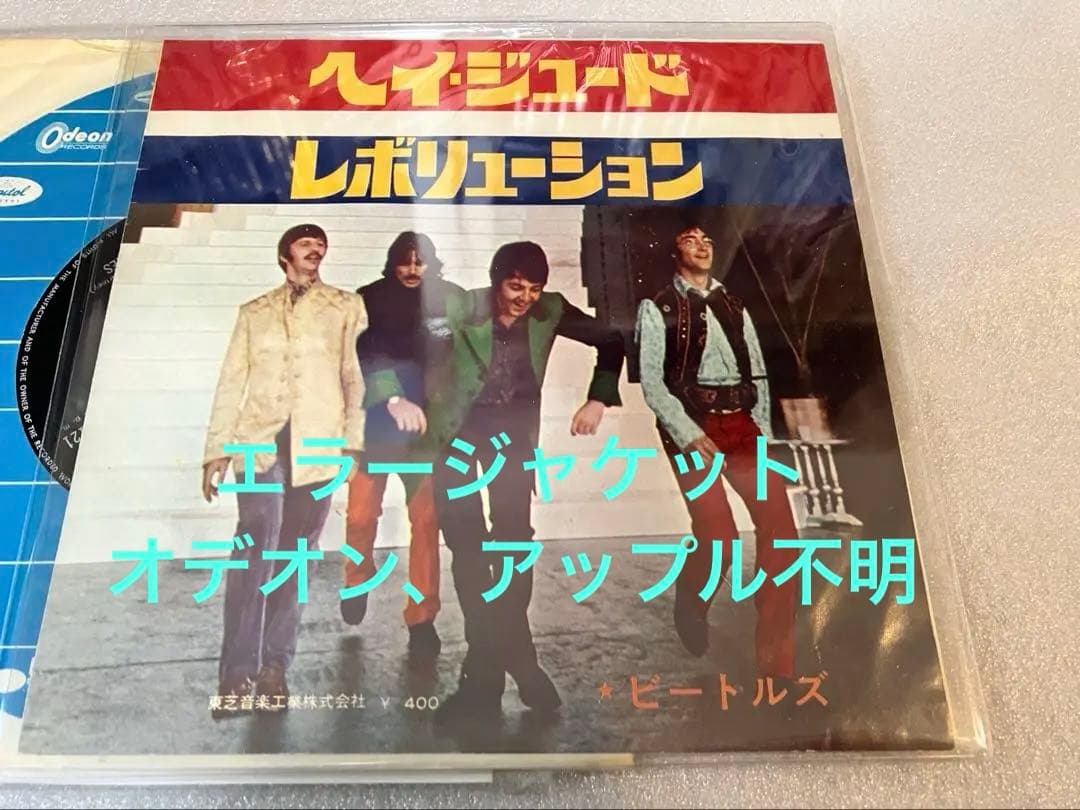 ヘイ・ジュード
レボリューション
Odeon
RECORDS
エラージャケット
オデオン、アップル不明
東芝音楽工業株式会社 ¥ 400
★ビートルズ